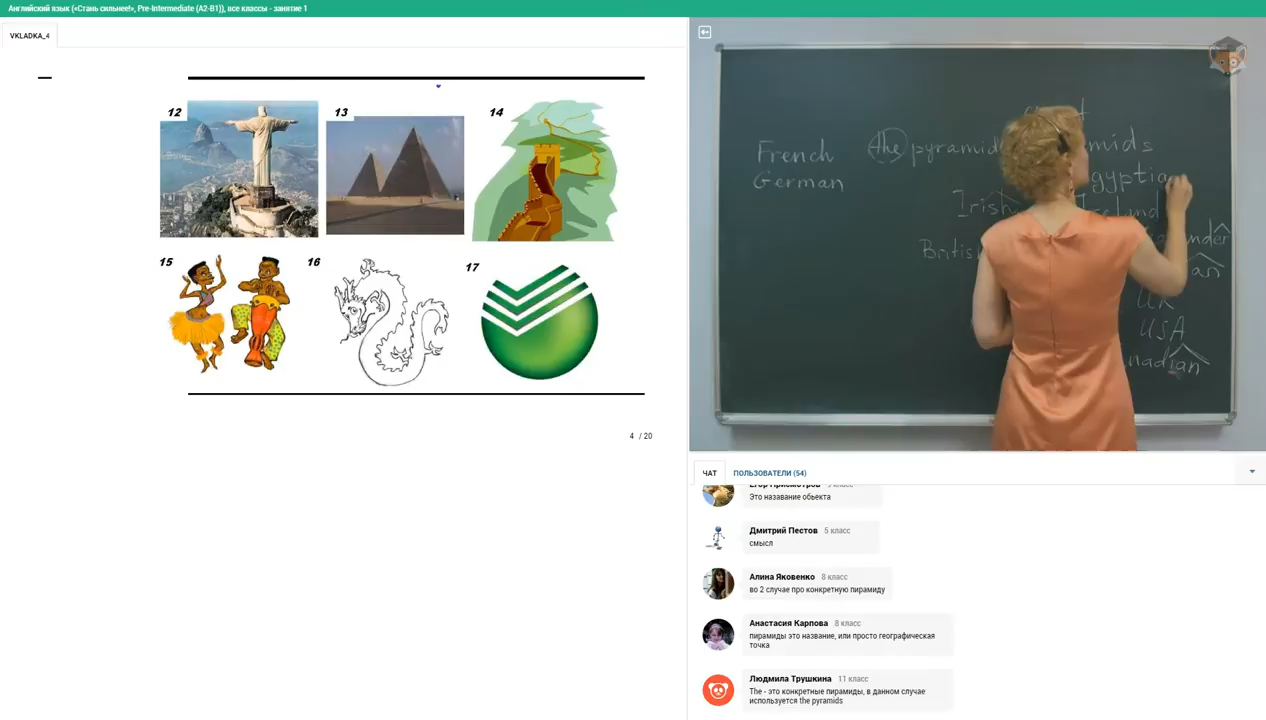 Английский язык («Стань сильнее!», Pre-Intermediate (A2-B1)), все классы - занятие 1
VKLADKA_4
12
13
14
15
16
17
4 / 20
French
German
the pyramids
Irish
British
UK
USA
ЧАТ
ПОЛЬЗОВАТЕЛИ (54)
Это назавание обьекта
Дмитрий Пестов 5 класс
смысл
Алина Яковенко 8 класс
во 2 случае про конкретную пирамиду
Анастасия Карпова 8 класс
пирамиды это название, или просто географическая
точка
Людмила Трушкина 11 класс
The - это конкретные пирамиды, в данном случае
используется the pyramids